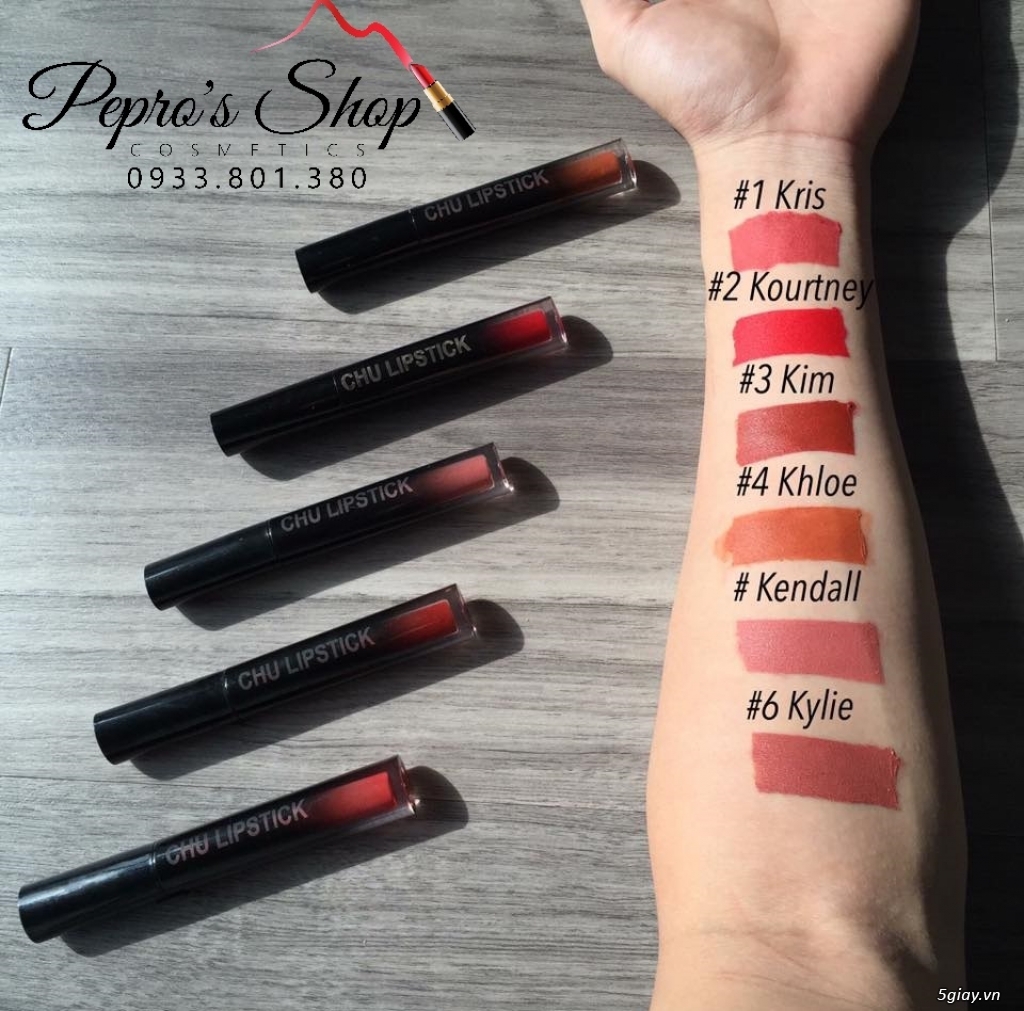 Pepro's Shop
COSMETICS
0933.801.380
CHU LIPSTICK
CHU LIPSTICK
CHU LIPSTICK
CHU LIPSTICK
CHU LIPSTICK
#1 Kris
#2 Kourtney
#3 Kim
#4 Khloe
# Kendall
#6 Kylie
5giay.vn